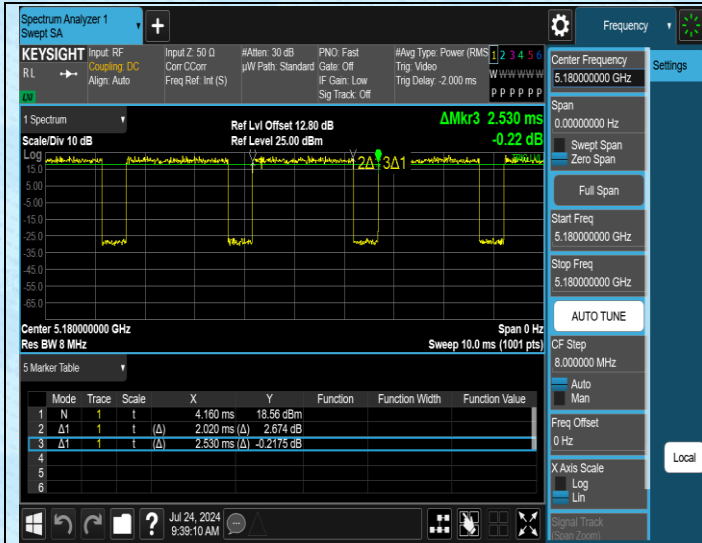 Spectrum Analyzer 1
Swept SA
+
Frequency
KEYSIGHT
RL
LXI
Input: RF
Coupling: DC
Align: Auto
Input Z: 50 Ω
Corr CCorr
Freq Ref: Int (S)
#Atten: 30 dB
µW Path: Standard
PNO: Fast
Gate: Off
IF Gain: Low
Sig Track: Off
#Avg Type: Power (RMS
Trig: Video
Trig Delay: -2.000 ms
1 2 3 4 5 6
W W W W W W
P P P P P P
1 Spectrum
Scale/Div 10 dB
Ref Lvl Offset 12.80 dB
Ref Level 25.00 dBm
ΔMkr3 2.530 ms
-0.22 dB
Log
15.0
5.00
-5.00
-15.0
-25.0
-35.0
-45.0
-55.0
-65.0
1
2Δ1
3Δ1
Center 5.180000000 GHz
Res BW 8 MHz
Span 0 Hz
Sweep 10.0 ms (1001 pts)
5 Marker Table
Mode Trace Scale X Y Function Function Width Function Value
1 N 1 t 4.160 ms 18.56 dBm
2 Δ1 1 t (Δ) 2.020 ms (Δ) 2.674 dB
3 Δ1 1 t (Δ) 2.530 ms (Δ) -0.2175 dB
4
5
6
?
Jul 24, 2024
9:39:10 AM
Center Frequency
5.180000000 GHz
Span
0.00000000 Hz
Swept Span
Zero Span
Full Span
Start Freq
5.180000000 GHz
Stop Freq
5.180000000 GHz
AUTO TUNE
CF Step
8.000000 MHz
Auto
Man
Freq Offset
0 Hz
X Axis Scale
Log
Lin
Signal Track
(Span Zoom)
Settings
Local